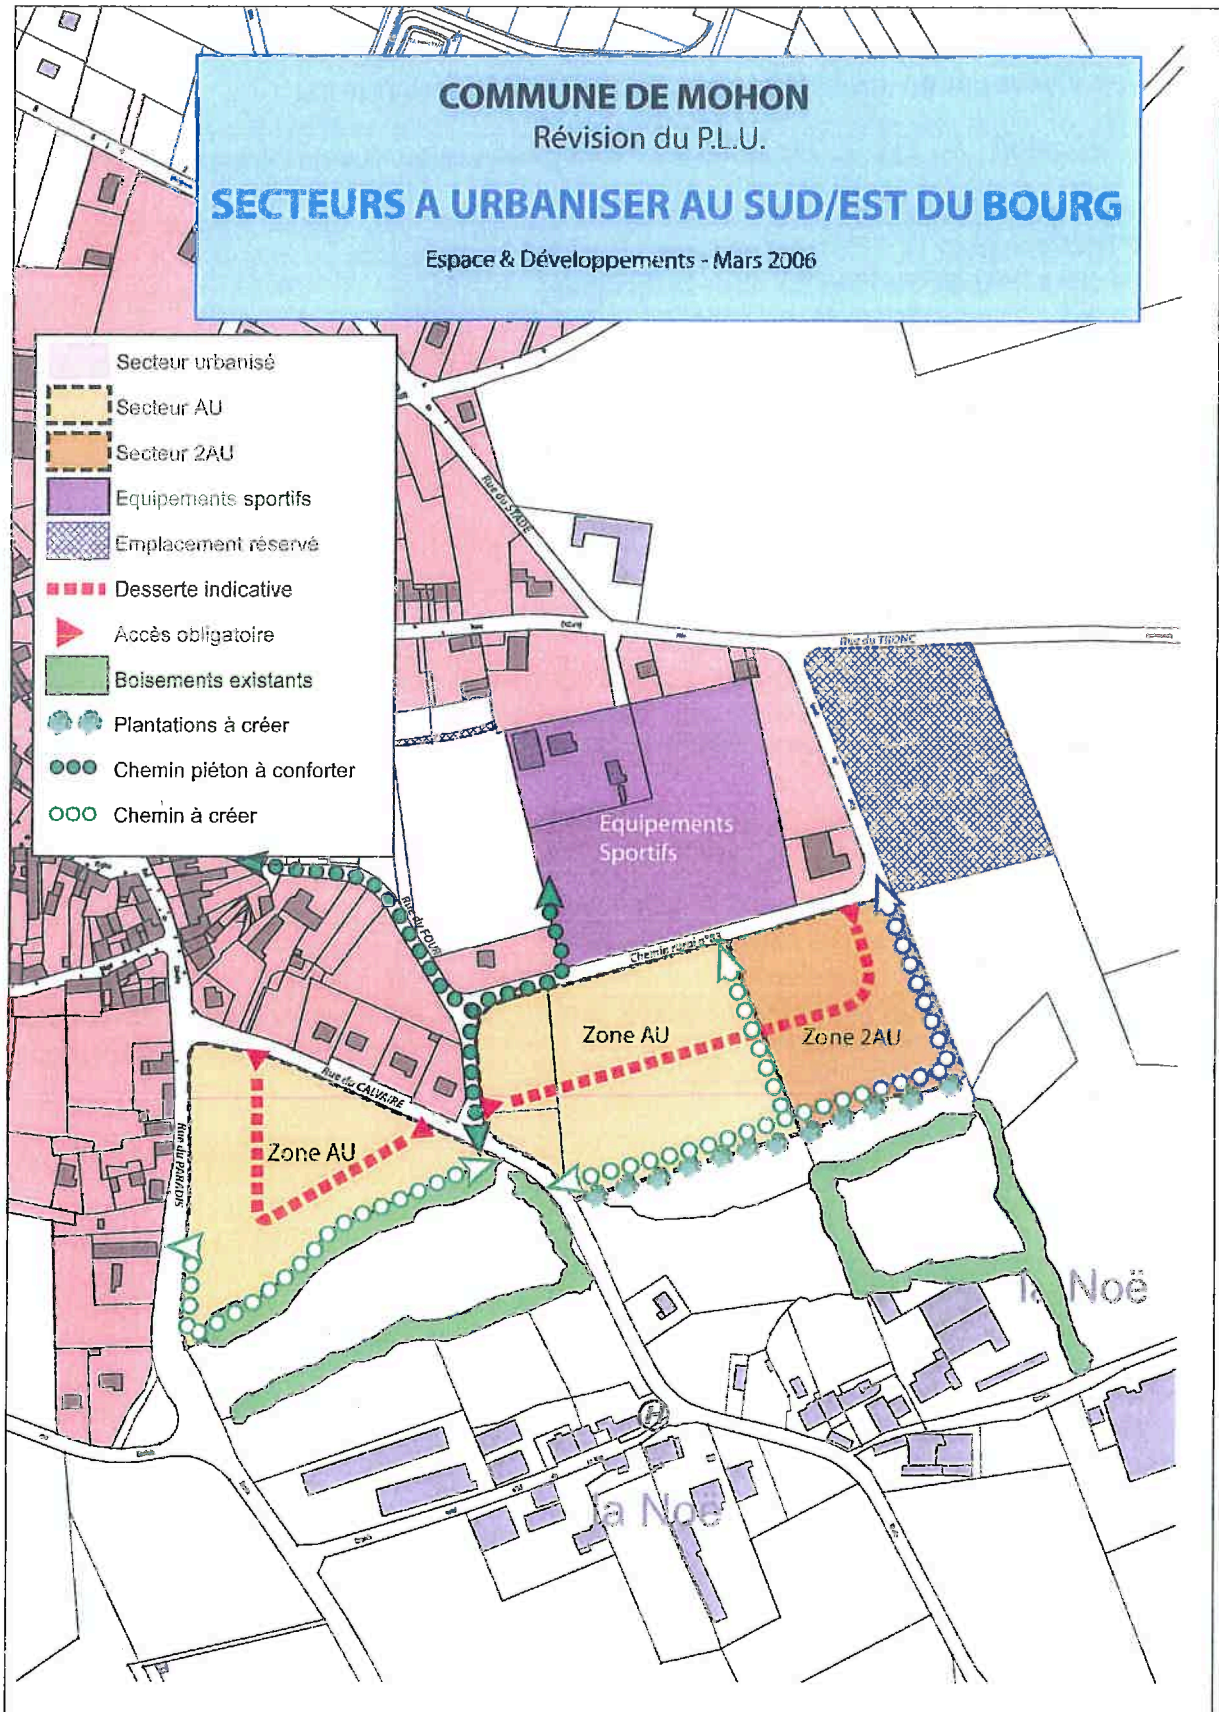 COMMUNE DE MOHON
Révision du P.L.U.
SECTEURS A URBANISER AU SUD/EST DU BOURG
Espace & Développements - Mars 2006
Secteur urbanisé
Secteur AU
Secteur 2AU
Equipements sportifs
Emplacement réservé
Desserte indicative
Accès obligatoire
Boisements existants
Plantations à créer
Chemin piéton à conforter
Chemin à créer
Rue du STADE
Rue du TRONC
Equipements
Sportifs
Rue du FOUR
Chemin rural n°
Zone AU
Zone 2AU
Rue du CALVAIRE
Zone AU
Rue du PARADIS
la Noë
H
la Noë